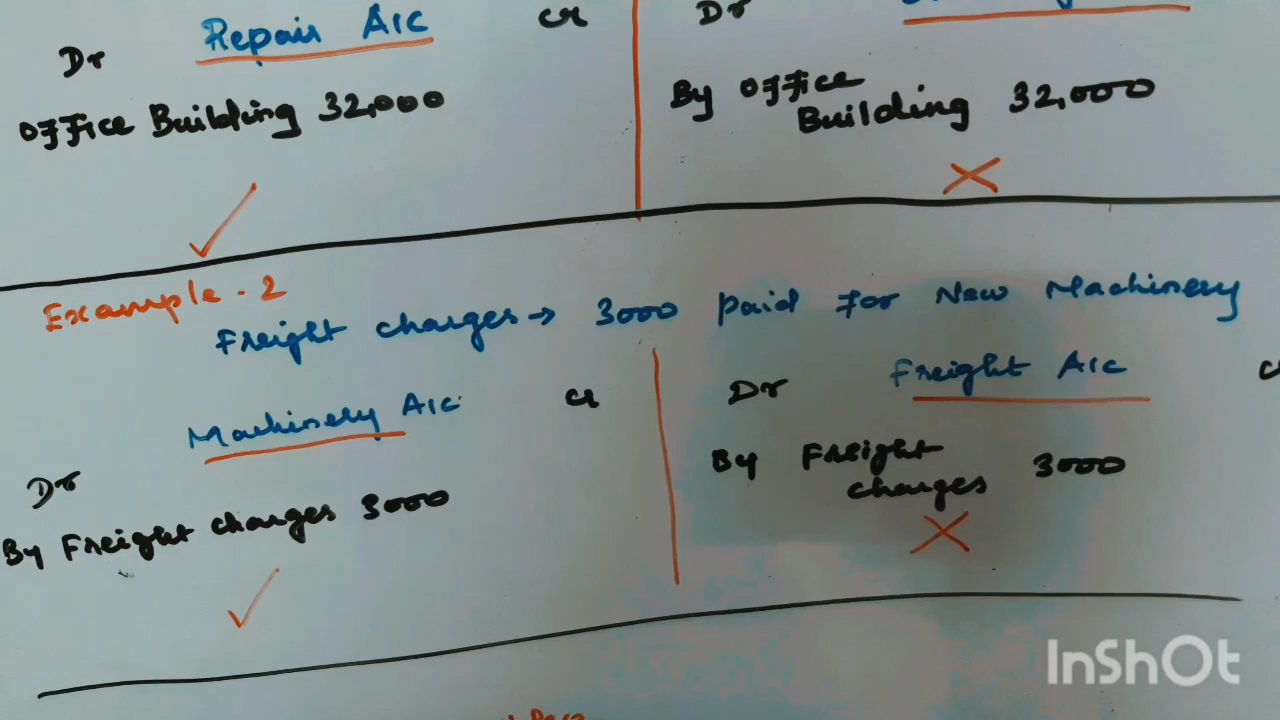 Repair A/C
Cr
Dr
Office Building 32,000
Dr
By Office
Building 32,000
Example - 2
Freight charges → 3000 paid for New Machinery
Machinery A/C
Cr
Dr
By Freight charges 3000
Dr
Freight A/C
By Freight
charges 3000
InShOt